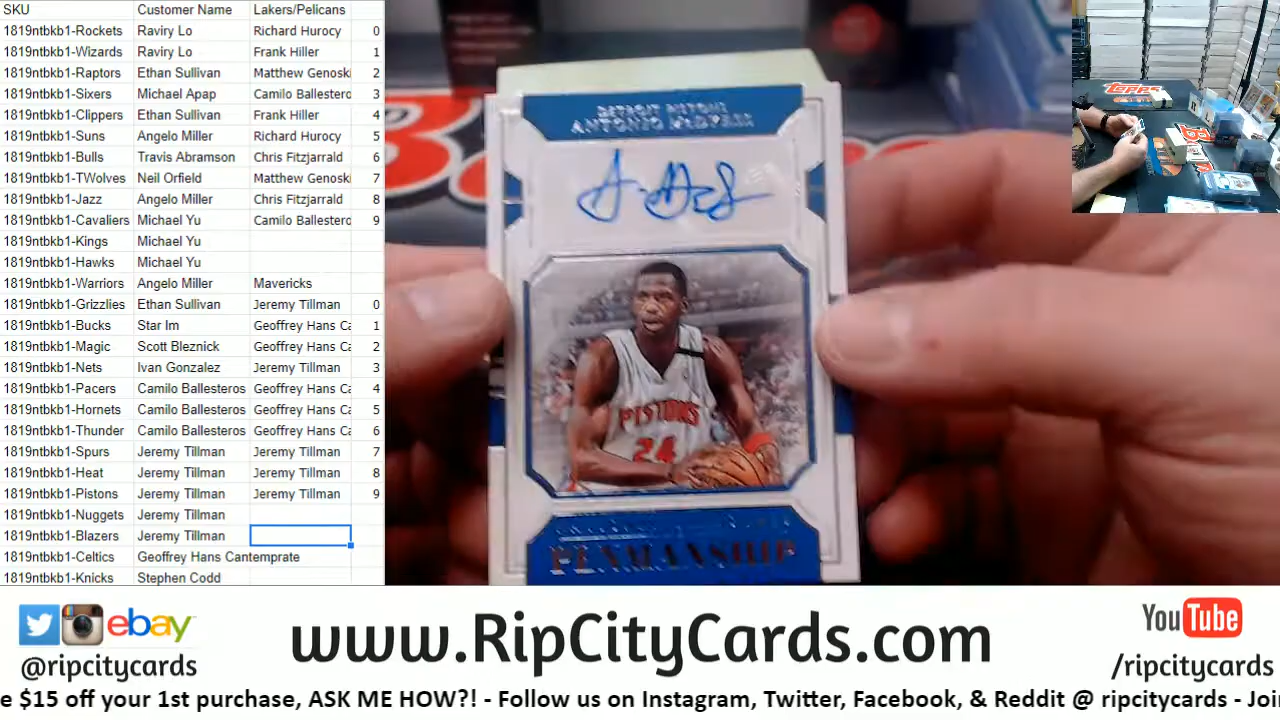 SKU Customer Name Lakers/Pelicans
1819ntbkb1-Rockets Raviry Lo Richard Hurocy 0
1819ntbkb1-Wizards Raviry Lo Frank Hiller 1
1819ntbkb1-Raptors Ethan Sullivan Matthew Genoski 2
1819ntbkb1-Sixers Michael Apap Camilo Ballestero 3
1819ntbkb1-Clippers Ethan Sullivan Frank Hiller 4
1819ntbkb1-Suns Angelo Miller Richard Hurocy 5
1819ntbkb1-Bulls Travis Abramson Chris Fitzjarrald 6
1819ntbkb1-TWolves Neil Orfield Matthew Genoski 7
1819ntbkb1-Jazz Angelo Miller Chris Fitzjarrald 8
1819ntbkb1-Cavaliers Michael Yu Camilo Ballestero 9
1819ntbkb1-Kings Michael Yu
1819ntbkb1-Hawks Michael Yu
1819ntbkb1-Warriors Angelo Miller Mavericks
1819ntbkb1-Grizzlies Ethan Sullivan Jeremy Tillman 0
1819ntbkb1-Bucks Star Im Geoffrey Hans Ca 1
1819ntbkb1-Magic Scott Bleznick Geoffrey Hans Ca 2
1819ntbkb1-Nets Ivan Gonzalez Jeremy Tillman 3
1819ntbkb1-Pacers Camilo Ballesteros Geoffrey Hans Ca 4
1819ntbkb1-Hornets Camilo Ballesteros Geoffrey Hans Ca 5
1819ntbkb1-Thunder Camilo Ballesteros Geoffrey Hans Ca 6
1819ntbkb1-Spurs Jeremy Tillman Jeremy Tillman 7
1819ntbkb1-Heat Jeremy Tillman Jeremy Tillman 8
1819ntbkb1-Pistons Jeremy Tillman Jeremy Tillman 9
1819ntbkb1-Nuggets Jeremy Tillman
1819ntbkb1-Blazers Jeremy Tillman
1819ntbkb1-Celtics Geoffrey Hans Cantemprate
1819ntbkb1-Knicks Stephen Codd
DETROIT PISTONS
ANTONIO MCDYESS
PISTONS
24
PENMANSHIP
Topps
ebay
@ripcitycards
www.RipCityCards.com
YouTube
/ripcitycards
e $15 off your 1st purchase, ASK ME HOW?! - Follow us on Instagram, Twitter, Facebook, & Reddit @ ripcitycards - Joi